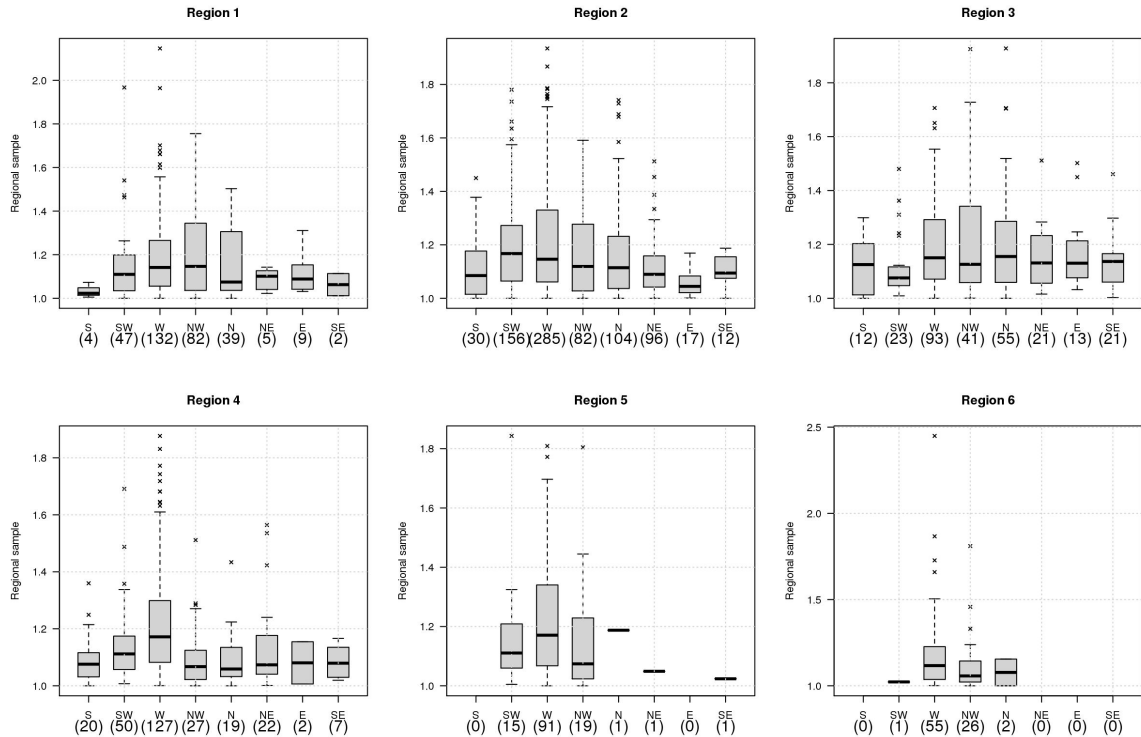 Region 1
Region 2
Region 3
Regional sample
2.0
1.8
1.6
1.4
1.2
1.0
S SW W NW N NE E SE
(4) (47) (132) (82) (39) (5) (9) (2)
Regional sample
1.8
1.6
1.4
1.2
1.0
S SW W NW N NE E SE
(30) (156) (285) (82) (104) (96) (17) (12)
Regional sample
1.8
1.6
1.4
1.2
1.0
S SW W NW N NE E SE
(12) (23) (93) (41) (55) (21) (13) (21)
Region 4
Region 5
Region 6
Regional sample
1.8
1.6
1.4
1.2
1.0
S SW W NW N NE E SE
(20) (50) (127) (27) (19) (22) (2) (7)
Regional sample
1.8
1.6
1.4
1.2
1.0
S SW W NW N NE E SE
(0) (15) (91) (19) (1) (1) (0) (1)
Regional sample
2.5
2.0
1.5
1.0
S SW W NW N NE E SE
(0) (1) (55) (26) (2) (0) (0) (0)